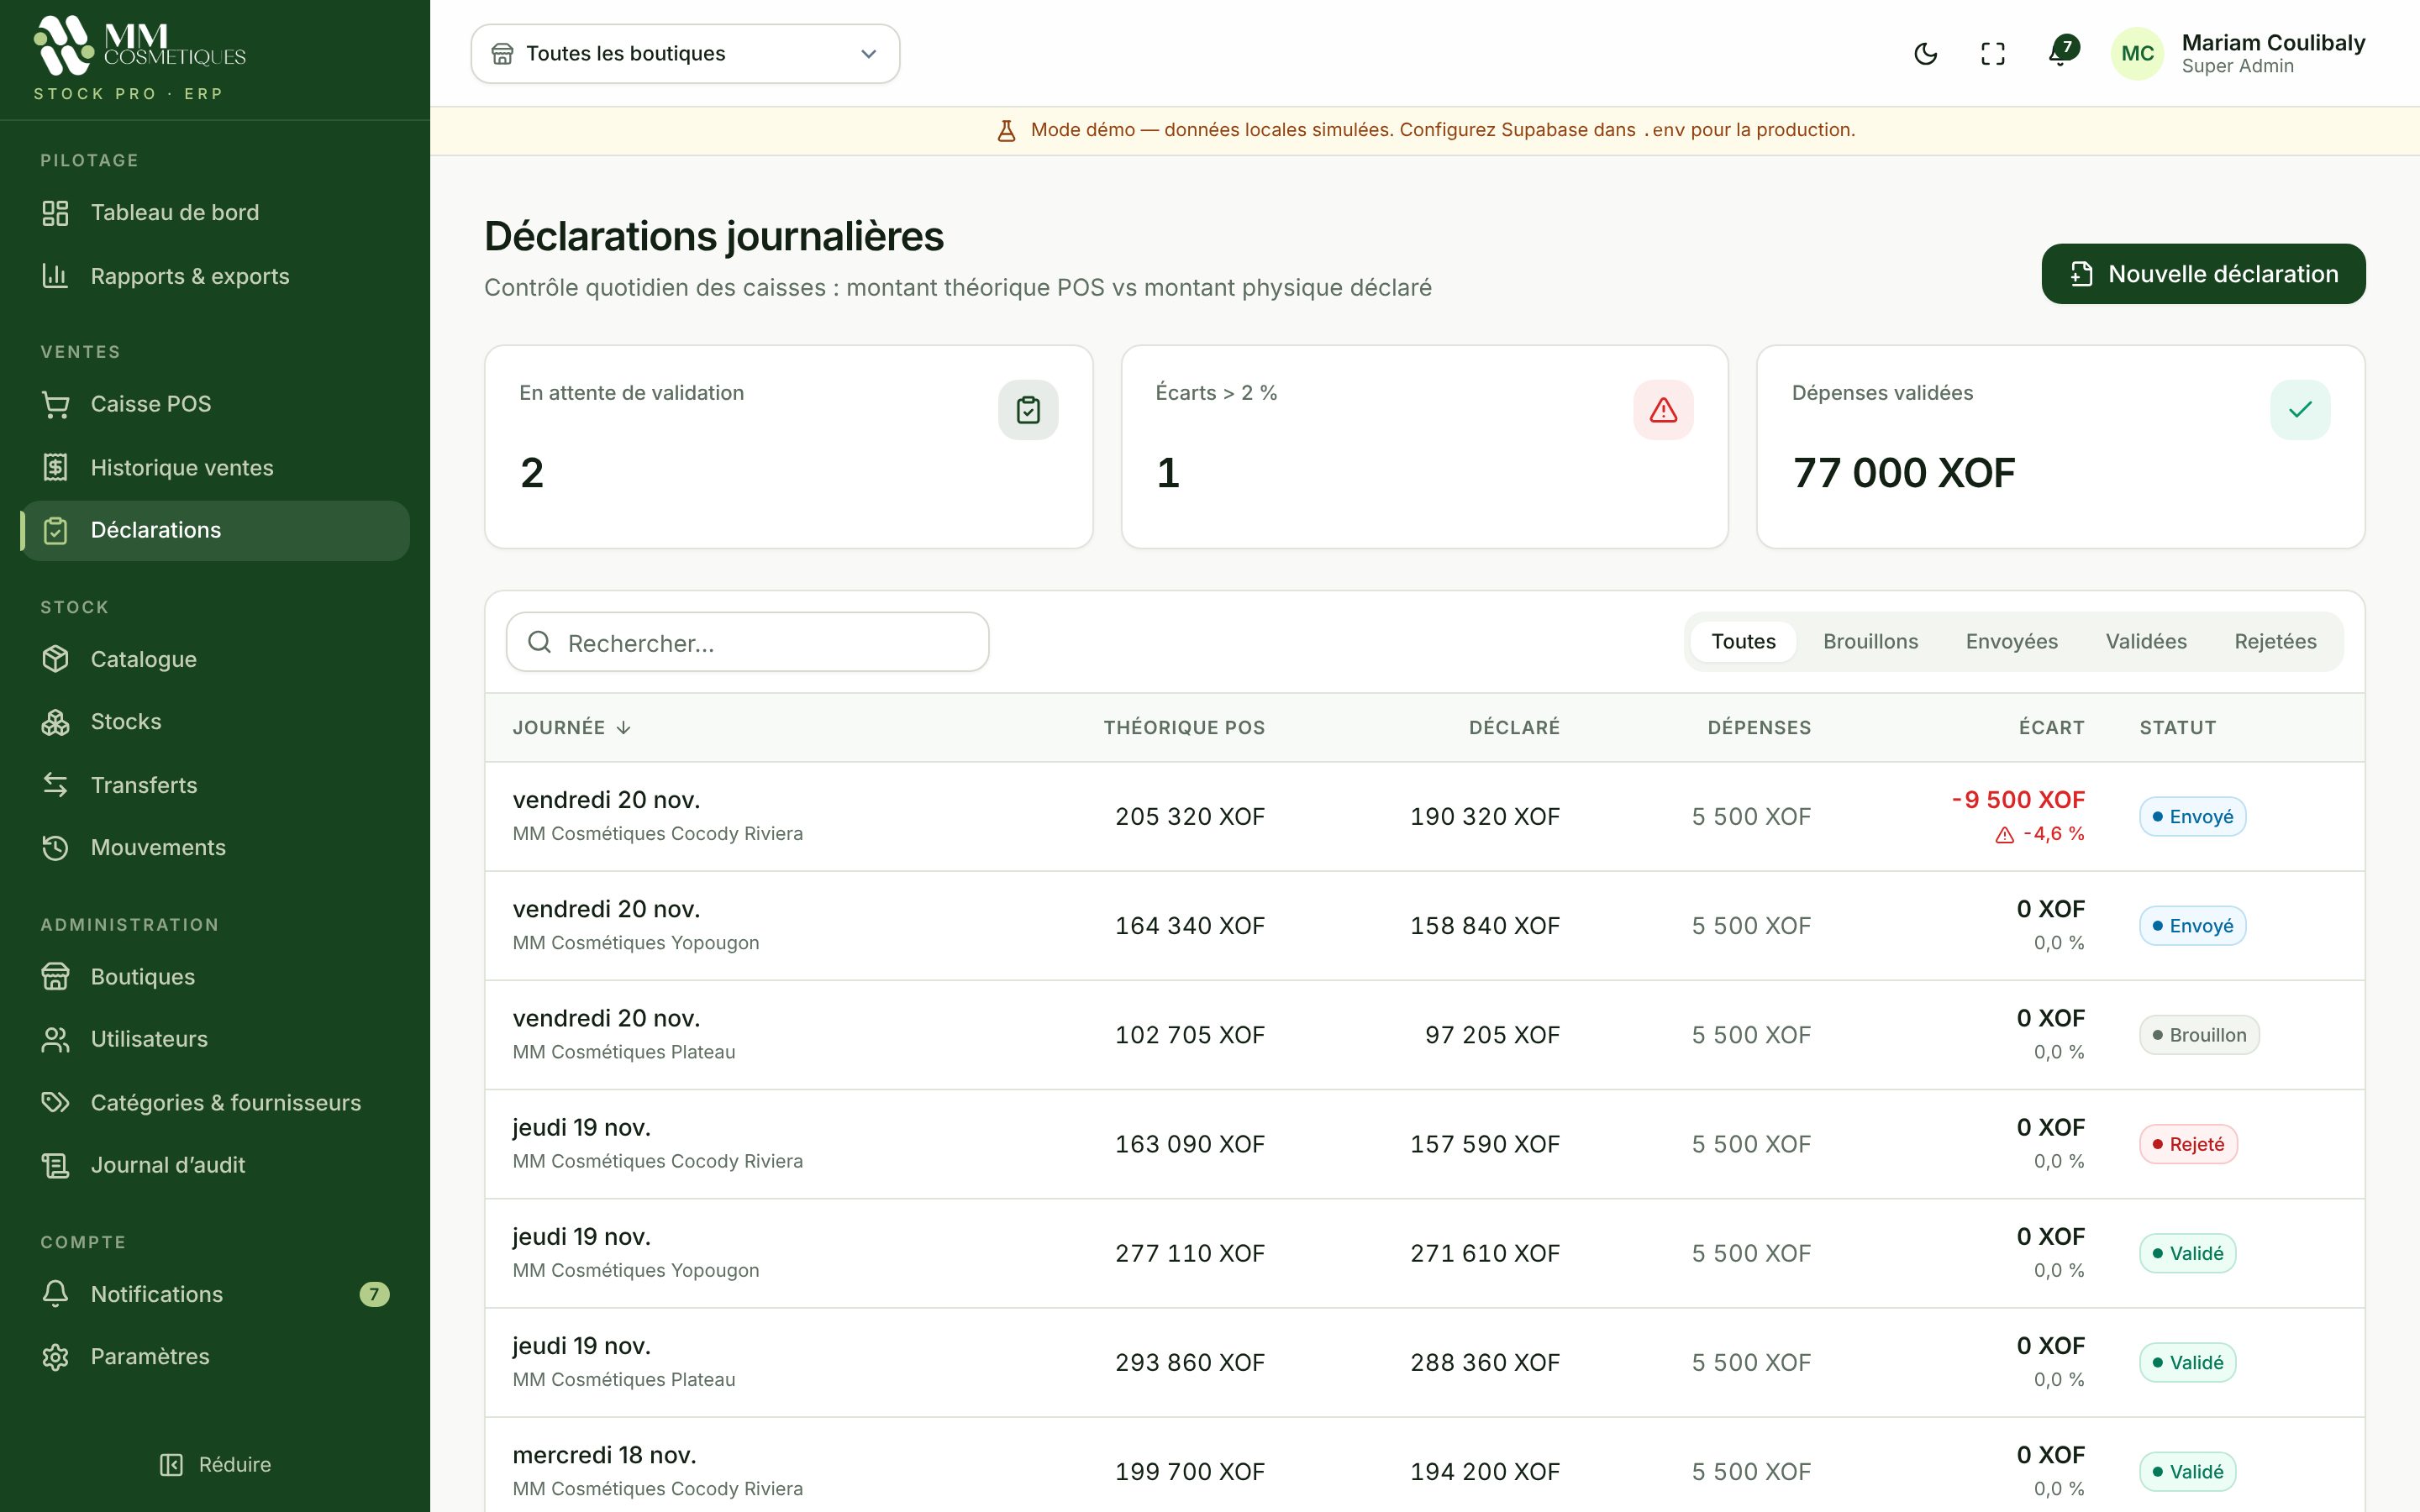 MM
COSMETIQUES
STOCK PRO · ERP
PILOTAGE
Tableau de bord
Rapports & exports
VENTES
Caisse POS
Historique ventes
Déclarations
STOCK
Catalogue
Stocks
Transferts
Mouvements
ADMINISTRATION
Boutiques
Utilisateurs
Catégories & fournisseurs
Journal d’audit
COMPTE
Notifications 7
Paramètres
Réduire
Toutes les boutiques
7
MC
Mariam Coulibaly
Super Admin
Mode démo — données locales simulées. Configurez Supabase dans .env pour la production.
Déclarations journalières
Contrôle quotidien des caisses : montant théorique POS vs montant physique déclaré
Nouvelle déclaration
En attente de validation
2
Écarts > 2 %
1
Dépenses validées
77 000 XOF
Rechercher...
Toutes Brouillons Envoyées Validées Rejetées
JOURNÉE THÉORIQUE POS DÉCLARÉ DÉPENSES ÉCART STATUT
vendredi 20 nov. 205 320 XOF 190 320 XOF 5 500 XOF -9 500 XOF Envoyé
MM Cosmétiques Cocody Riviera -4,6 %
vendredi 20 nov. 164 340 XOF 158 840 XOF 5 500 XOF 0 XOF Envoyé
MM Cosmétiques Yopougon 0,0 %
vendredi 20 nov. 102 705 XOF 97 205 XOF 5 500 XOF 0 XOF Brouillon
MM Cosmétiques Plateau 0,0 %
jeudi 19 nov. 163 090 XOF 157 590 XOF 5 500 XOF 0 XOF Rejeté
MM Cosmétiques Cocody Riviera 0,0 %
jeudi 19 nov. 277 110 XOF 271 610 XOF 5 500 XOF 0 XOF Validé
MM Cosmétiques Yopougon 0,0 %
jeudi 19 nov. 293 860 XOF 288 360 XOF 5 500 XOF 0 XOF Validé
MM Cosmétiques Plateau 0,0 %
mercredi 18 nov. 199 700 XOF 194 200 XOF 5 500 XOF 0 XOF Validé
MM Cosmétiques Cocody Riviera 0,0 %